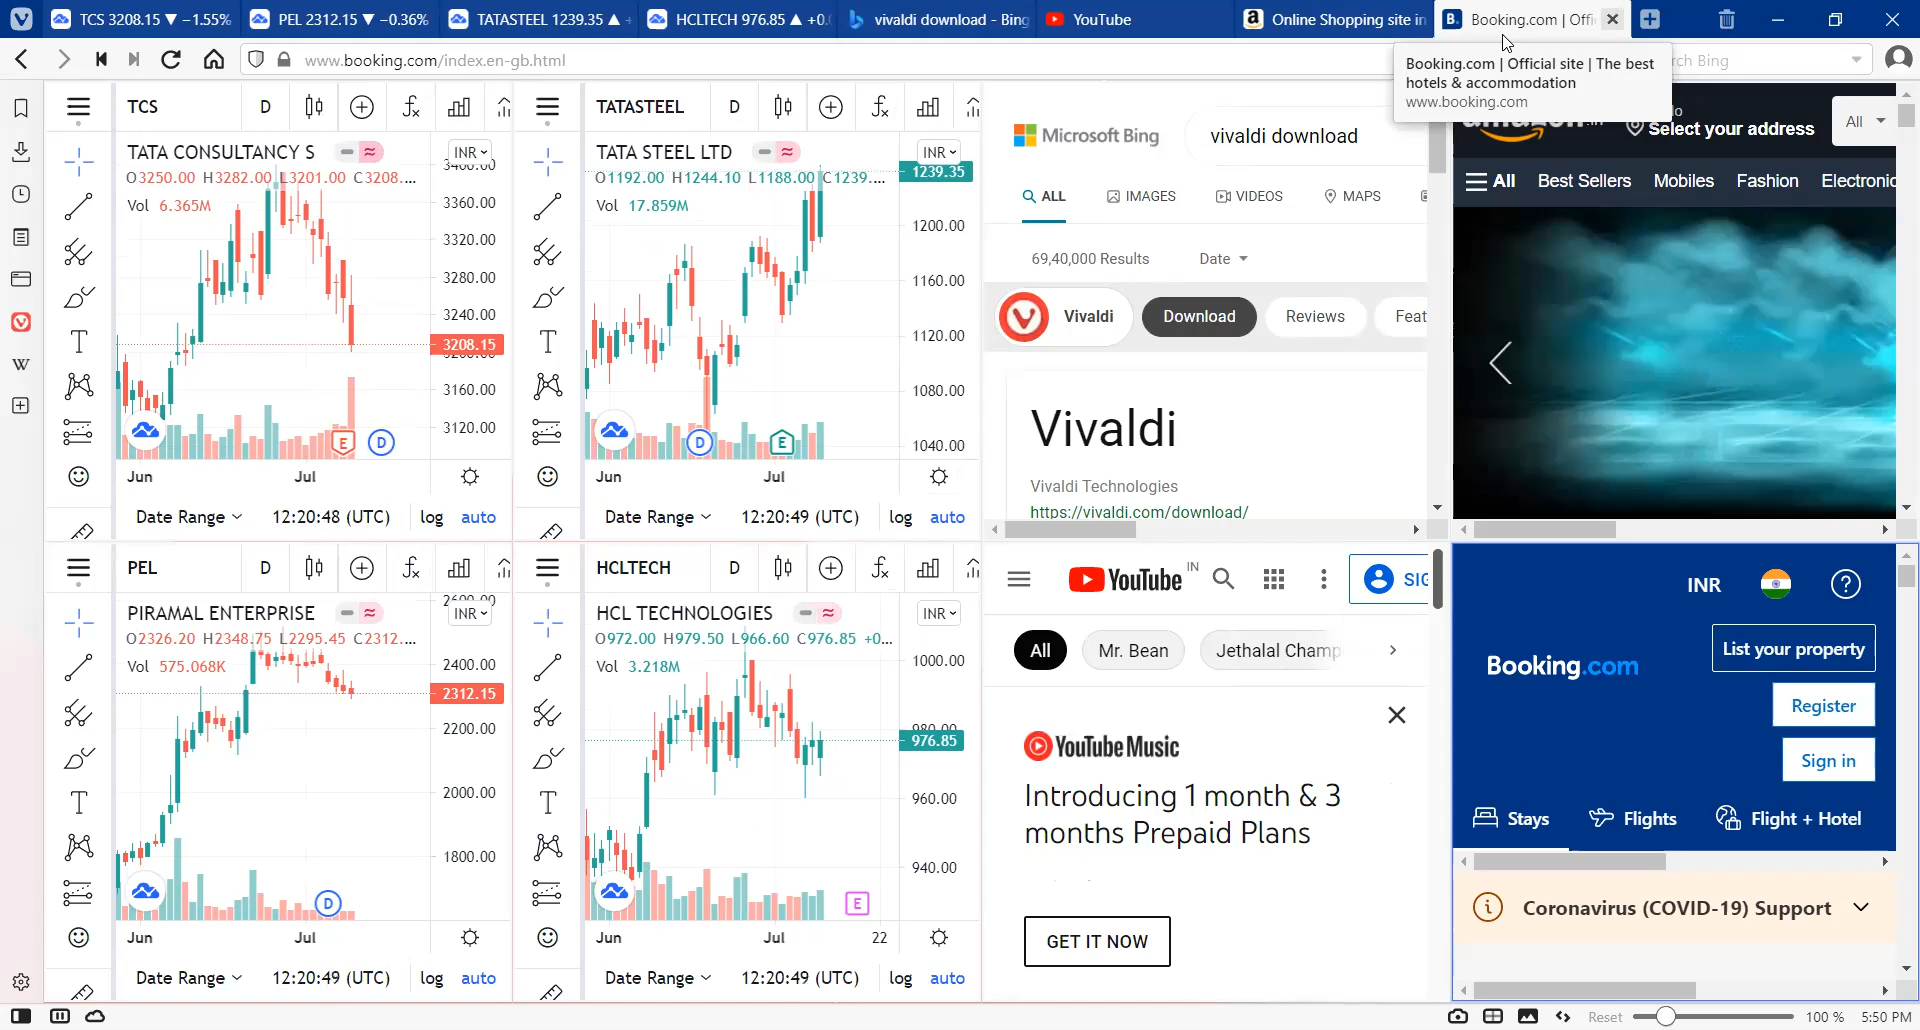 TCS 3208.15 ▼ −1.55%
PEL 2312.15 ▼ −0.36%
TATASTEEL 1239.35 ▲ +
HCLTECH 976.85 ▲ +0.
vivaldi download - Bing
YouTube
Online Shopping site in
Booking.com | Offi
www.booking.com/index.en-gb.html
Bing
Booking.com | Official site | The best
hotels & accommodation
www.booking.com
TCS D
TATA CONSULTANCY S INR
O3250.00 H3282.00 L3201.00 C3208....
Vol 6.365M
3400.00
3360.00
3320.00
3280.00
3240.00
3208.15
3200.00
3160.00
3120.00
E D
Jun Jul
Date Range 12:20:48 (UTC) log auto
TATASTEEL D
TATA STEEL LTD INR
O1192.00 H1244.10 L1188.00 C1239....
Vol 17.859M
1239.35
1200.00
1160.00
1120.00
1080.00
1040.00
D E
Jun Jul
Date Range 12:20:49 (UTC) log auto
Microsoft Bing vivaldi download
ALL IMAGES VIDEOS MAPS
69,40,000 Results Date
Vivaldi Download Reviews Feat
Vivaldi
Vivaldi Technologies
https://vivaldi.com/download/
Select your address All
All Best Sellers Mobiles Fashion Electronic
PEL D
PIRAMAL ENTERPRISE INR
O2326.20 H2348.75 L2295.45 C2312....
Vol 575.068K
2600.00
2400.00
2312.15
2200.00
2000.00
1800.00
D
Jun Jul
Date Range 12:20:49 (UTC) log auto
HCLTECH D
HCL TECHNOLOGIES INR
O972.00 H979.50 L966.60 C976.85 +0...
Vol 3.218M
1000.00
980.00
976.85
960.00
940.00
E
Jun Jul 22
Date Range 12:20:49 (UTC) log auto
YouTube IN SIG
All Mr. Bean Jethalal Champ
YouTube Music
Introducing 1 month & 3
months Prepaid Plans
GET IT NOW
INR
Booking.com List your property
Register
Sign in
Stays Flights Flight + Hotel
Coronavirus (COVID-19) Support
Reset 100 % 5:50 PM